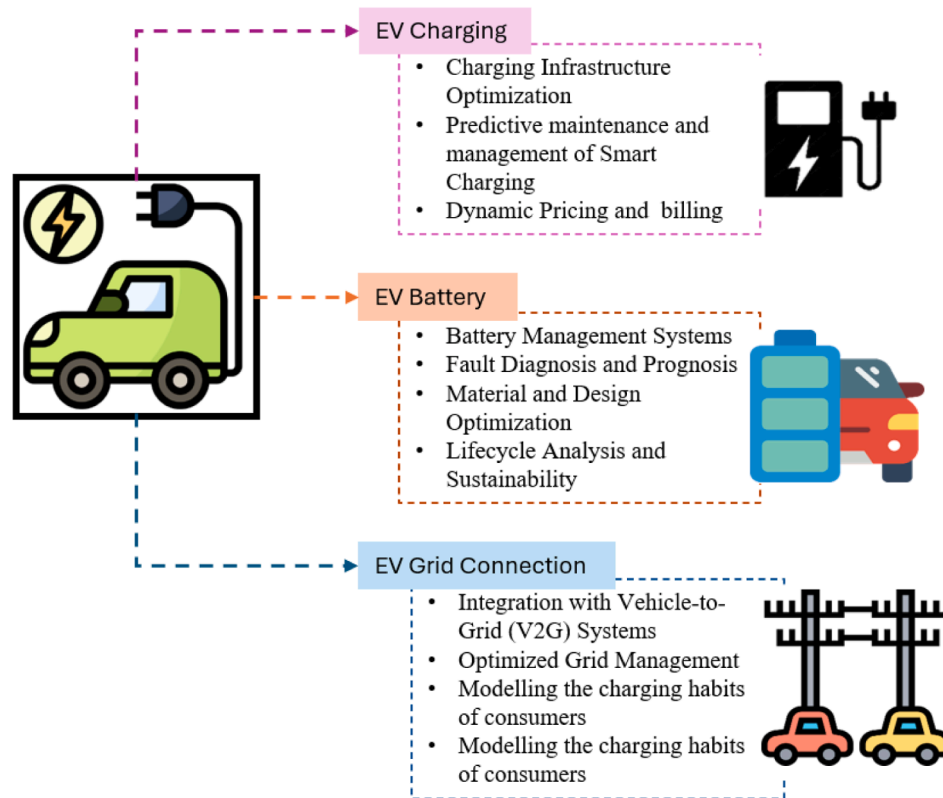 EV Charging
• Charging Infrastructure
Optimization
• Predictive maintenance and
management of Smart
Charging
• Dynamic Pricing and  billing
EV Battery
• Battery Management Systems
• Fault Diagnosis and Prognosis
• Material and Design
Optimization
• Lifecycle Analysis and
Sustainability
EV Grid Connection
• Integration with Vehicle-to-
Grid (V2G) Systems
• Optimized Grid Management
• Modelling the charging habits
of consumers
• Modelling the charging habits
of consumers